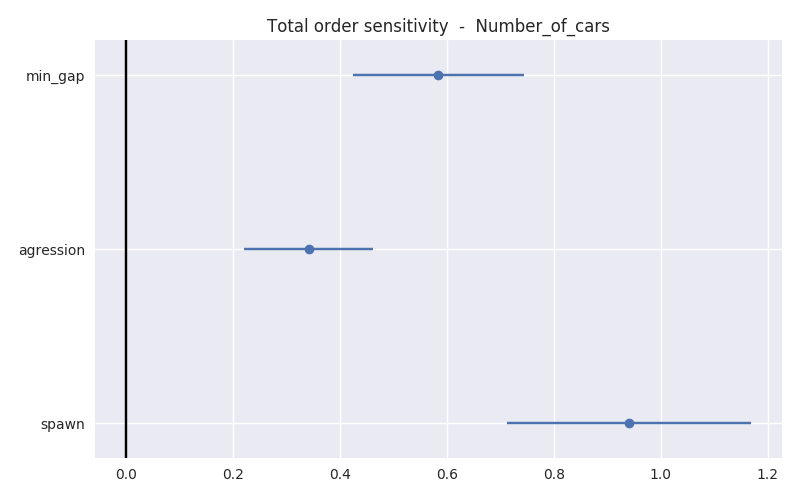 Total order sensitivity - Number_of_cars
min_gap
agression
spawn
0.0 0.2 0.4 0.6 0.8 1.0 1.2